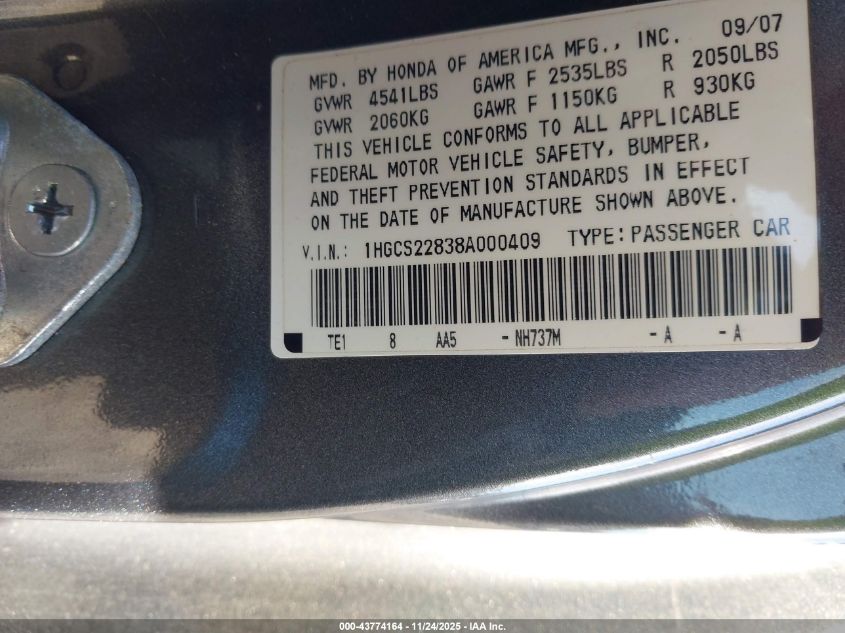 MFD. BY HONDA OF AMERICA MFG., INC. 09/07
GVWR 4541LBS GAWR F 2535LBS R 2050LBS
GVWR 2060KG GAWR F 1150KG R 930KG
THIS VEHICLE CONFORMS TO ALL APPLICABLE
FEDERAL MOTOR VEHICLE SAFETY, BUMPER,
AND THEFT PREVENTION STANDARDS IN EFFECT
ON THE DATE OF MANUFACTURE SHOWN ABOVE.
V.I.N.: 1HGCS22838A000409 TYPE: PASSENGER CAR
TE1 8 AA5 - NH737M - A - A
000-43774164 - 11/24/2025 - IAA Inc.